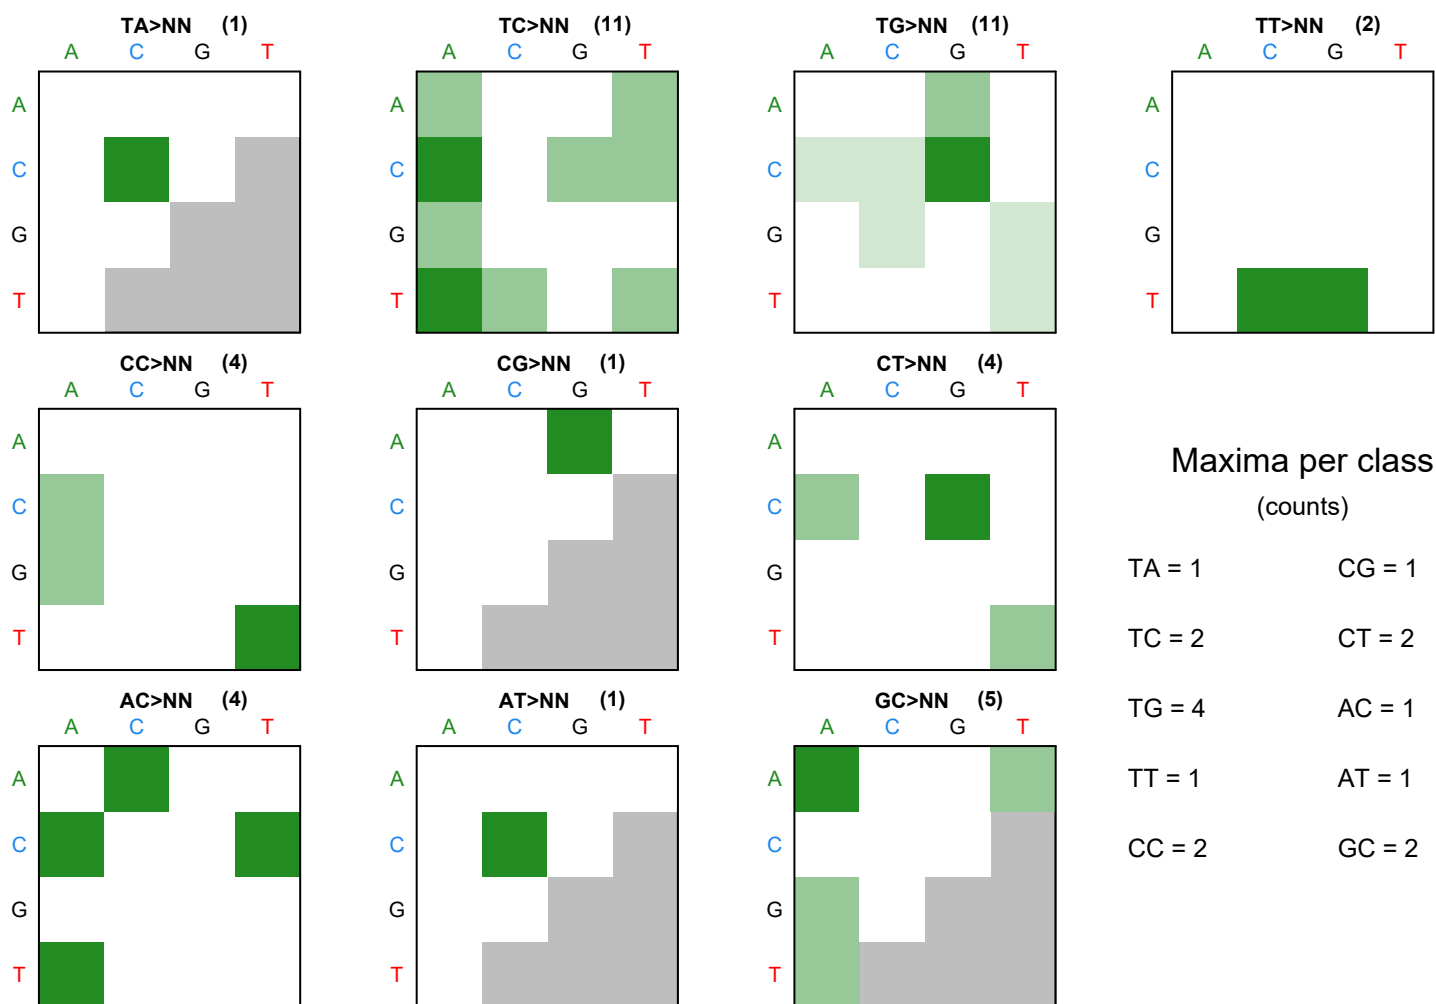 TA>NN (1) TC>NN (11) TG>NN (11) TT>NN (2)
A C G T A C G T A C G T A C G T
A A A A
C C C C
G G G G
T T T T
CC>NN (4) CG>NN (1) CT>NN (4)
A C G T A C G T A C G T
A A A
Maxima per class
C C C
(counts)
G G G
TA = 1 CG = 1
T T T
TC = 2 CT = 2
AC>NN (4) AT>NN (1) GC>NN (5)
TG = 4 AC = 1
A C G T A C G T A C G T
A A A
TT = 1 AT = 1
C C C
CC = 2 GC = 2
G G G
T T T